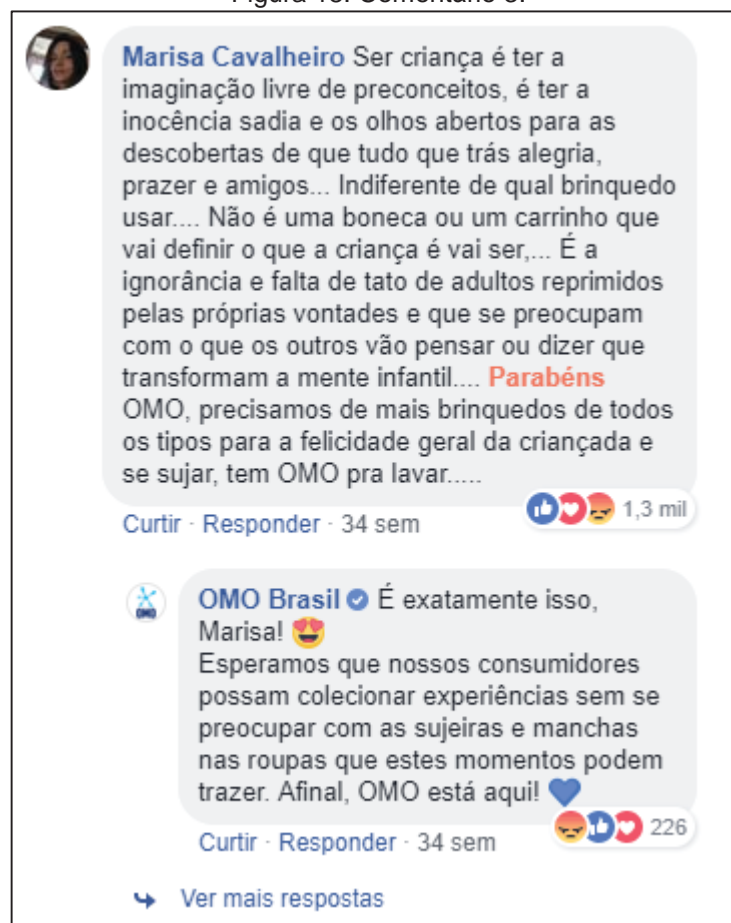 Figura 18: Comentário 8.
Marisa Cavalheiro Ser criança é ter a
imaginação livre de preconceitos, é ter a
inocência sadia e os olhos abertos para as
descobertas de que tudo que trás alegria,
prazer e amigos... Indiferente de qual brinquedo
usar.... Não é uma boneca ou um carrinho que
vai definir o que a criança é vai ser,... É a
ignorância e falta de tato de adultos reprimidos
pelas próprias vontades e que se preocupam
com o que os outros vão pensar ou dizer que
transformam a mente infantil.... Parabéns
OMO, precisamos de mais brinquedos de todos
os tipos para a felicidade geral da criançada e
se sujar, tem OMO pra lavar.....
1,3 mil
Curtir · Responder · 34 sem
OMO
OMO Brasil É exatamente isso,
Marisa! 😍
Esperamos que nossos consumidores
possam colecionar experiências sem se
preocupar com as sujeiras e manchas
nas roupas que estes momentos podem
trazer. Afinal, OMO está aqui! 💙
226
Curtir · Responder · 34 sem
Ver mais respostas